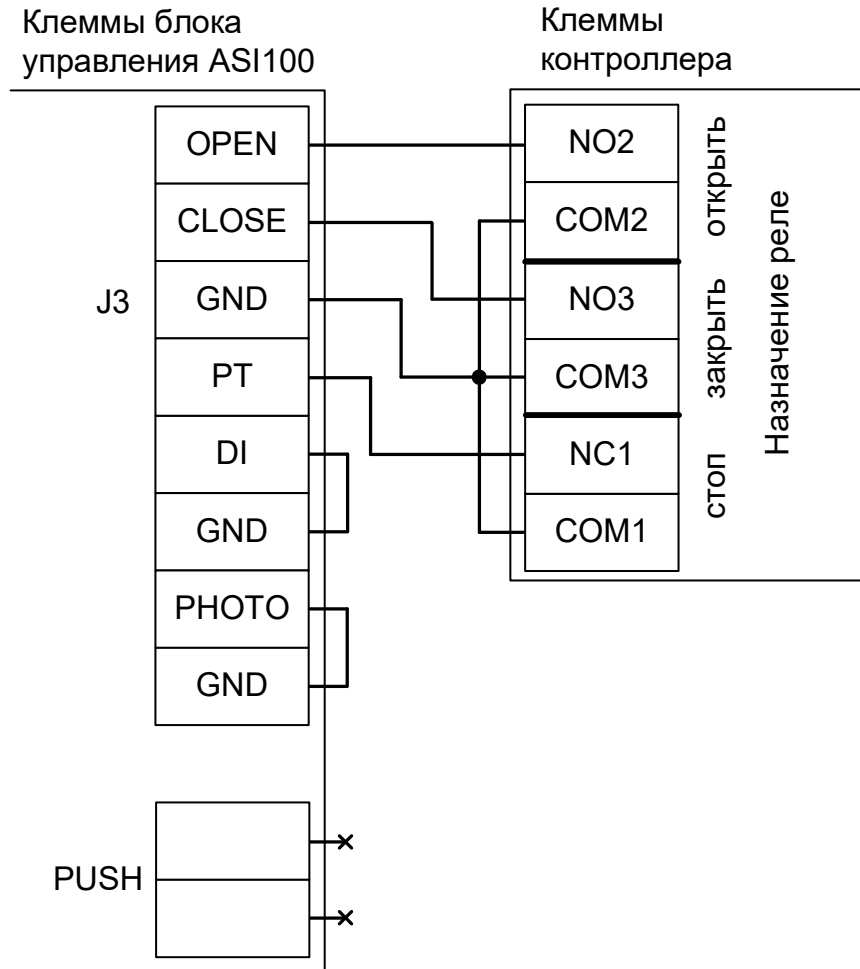 Клеммы блока
управления ASI100
Клеммы
контроллера
J3
OPEN
CLOSE
GND
PT
DI
GND
PHOTO
GND
PUSH
NO2
COM2
NO3
COM3
NC1
COM1
открыть
закрыть
стоп
Назначение реле